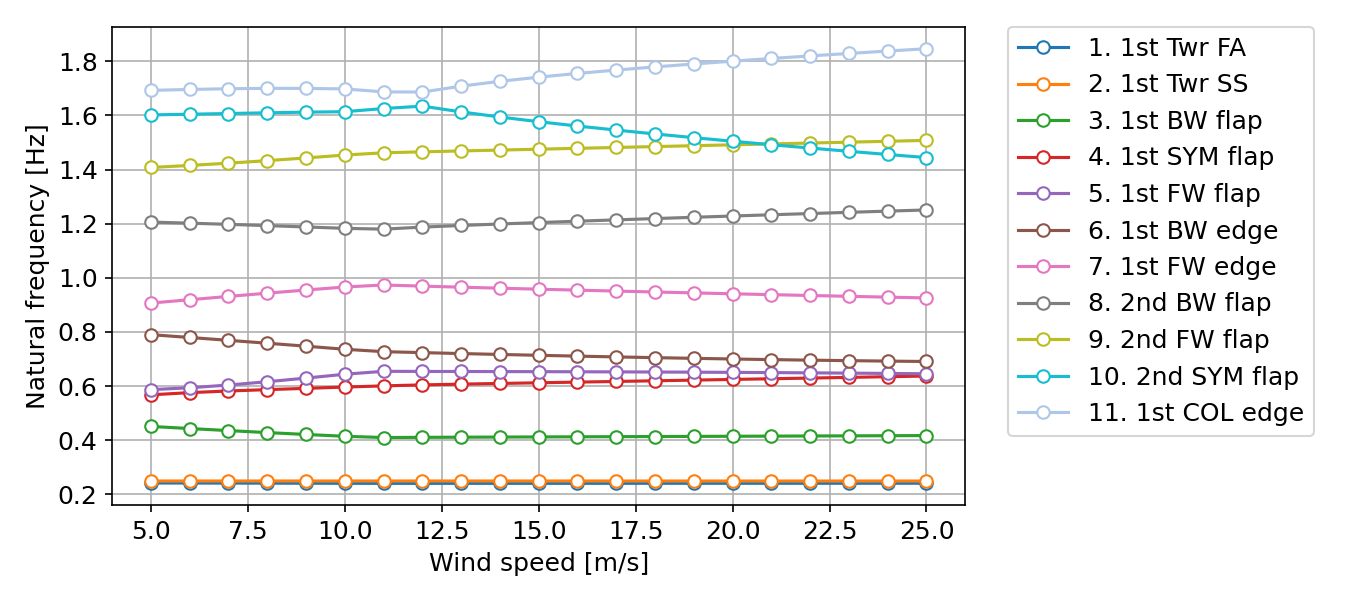 1.8
1.6
1.4
1.2
1.0
0.8
0.6
0.4
0.2
Natural frequency [Hz]
5.0 7.5 10.0 12.5 15.0 17.5 20.0 22.5 25.0
Wind speed [m/s]
1. 1st Twr FA
2. 1st Twr SS
3. 1st BW flap
4. 1st SYM flap
5. 1st FW flap
6. 1st BW edge
7. 1st FW edge
8. 2nd BW flap
9. 2nd FW flap
10. 2nd SYM flap
11. 1st COL edge